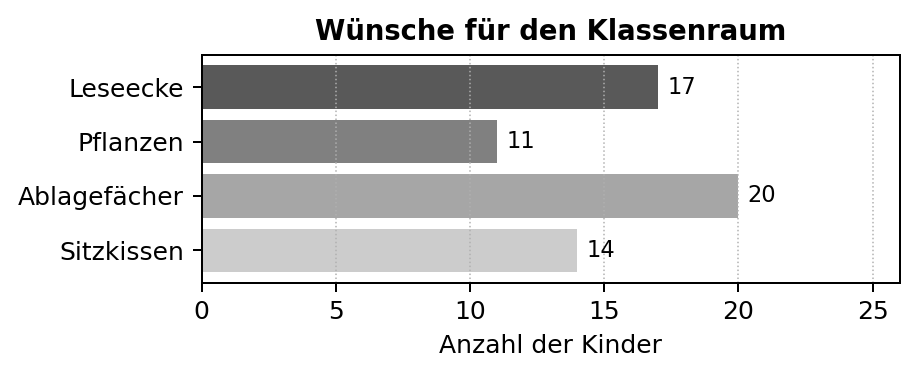 Wünsche für den Klassenraum
Leseecke 17
Pflanzen 11
Ablagefächer 20
Sitzkissen 14
0 5 10 15 20 25
Anzahl der Kinder